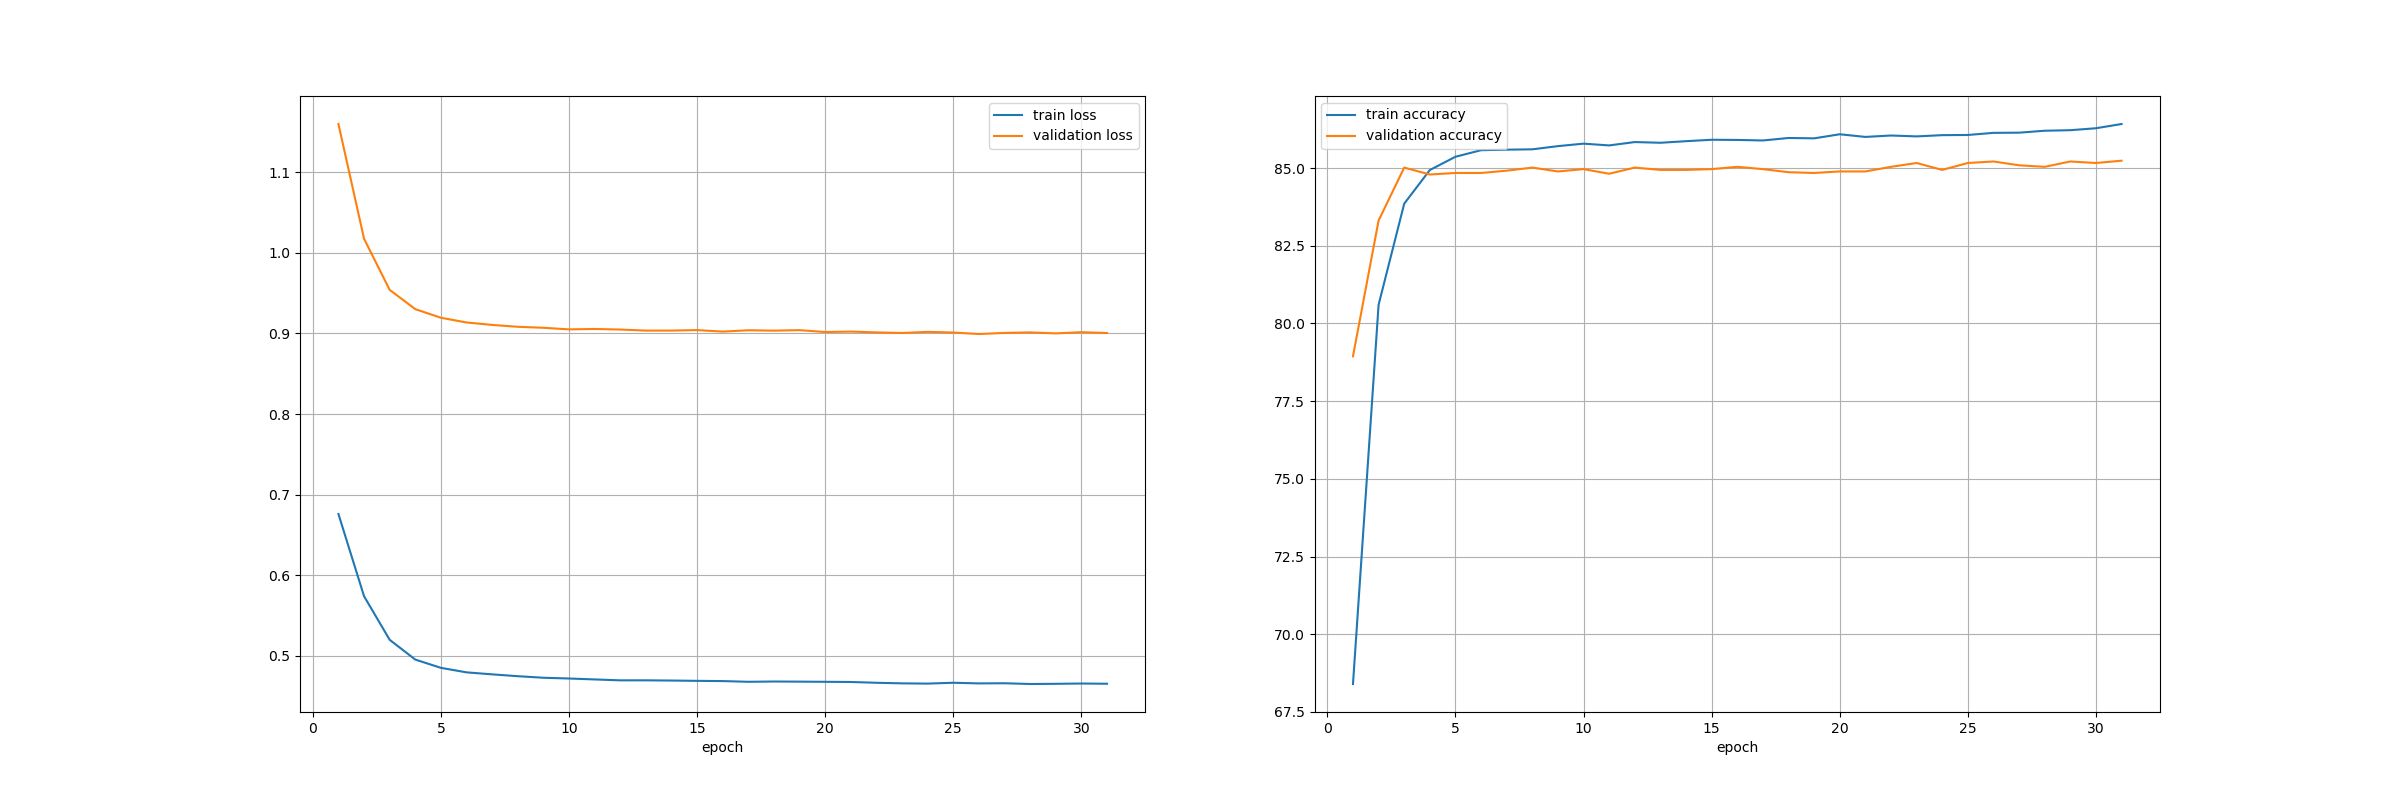 train loss
validation loss
1.1
1.0
0.9
0.8
0.7
0.6
0.5
0 5 10 15 20 25 30
epoch
train accuracy
validation accuracy
85.0
82.5
80.0
77.5
75.0
72.5
70.0
67.5
0 5 10 15 20 25 30
epoch